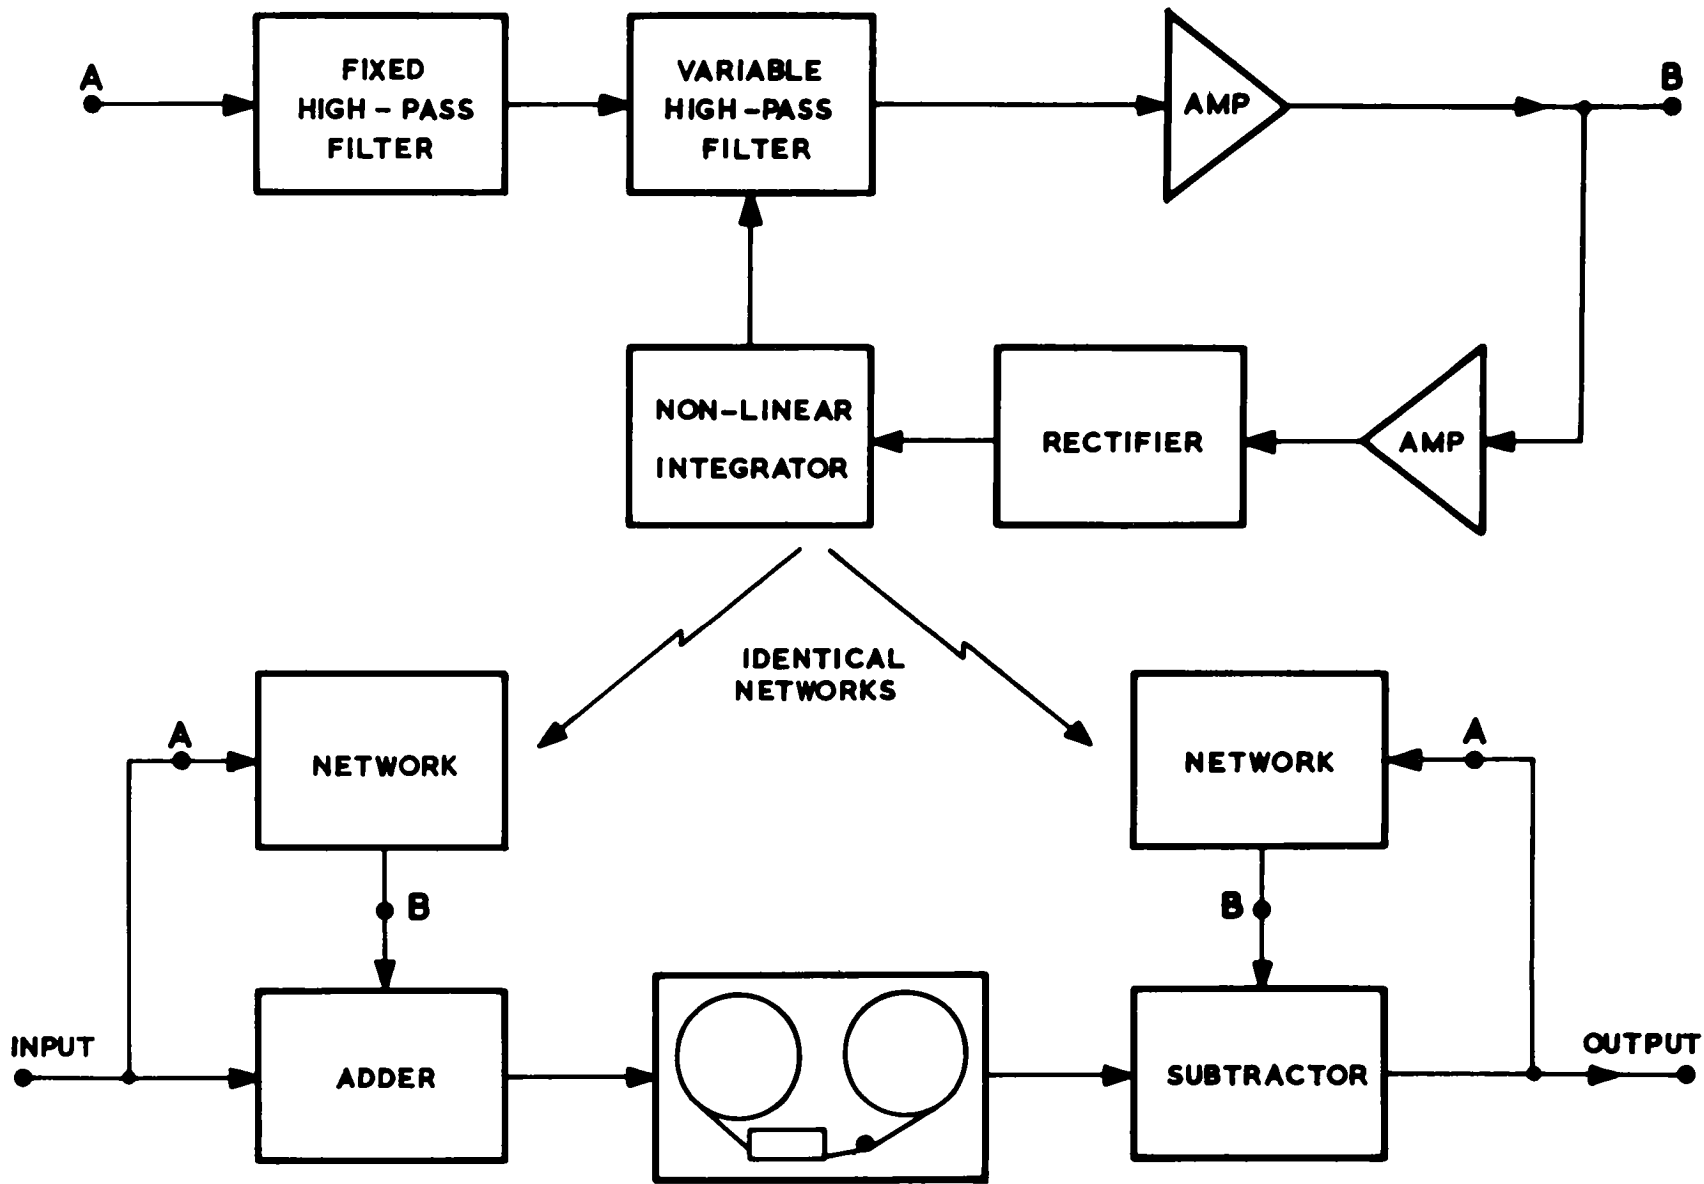 A
FIXED
HIGH - PASS
FILTER
VARIABLE
HIGH - PASS
FILTER
AMP
B
NON-LINEAR
INTEGRATOR
RECTIFIER
AMP
IDENTICAL
NETWORKS
A
NETWORK
B
INPUT
ADDER
NETWORK
A
B
SUBTRACTOR
OUTPUT